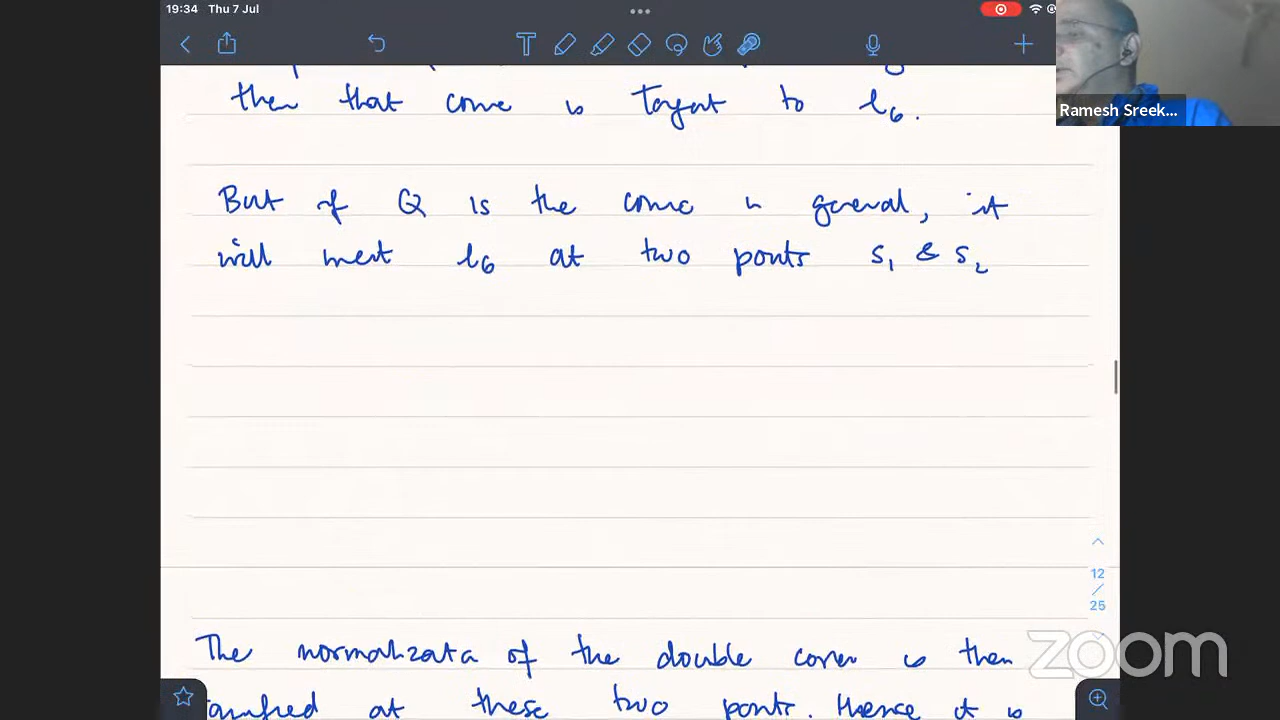 19:34 Thu 7 Jul
then that conic is Tangent to l6.
But if Q is the conic in general, it
will meet l6 at two points s1 & s2
12
/
25
The normalization of the double cover is then
ramified at these two points. Hence it is
Ramesh Sreek...
zoom